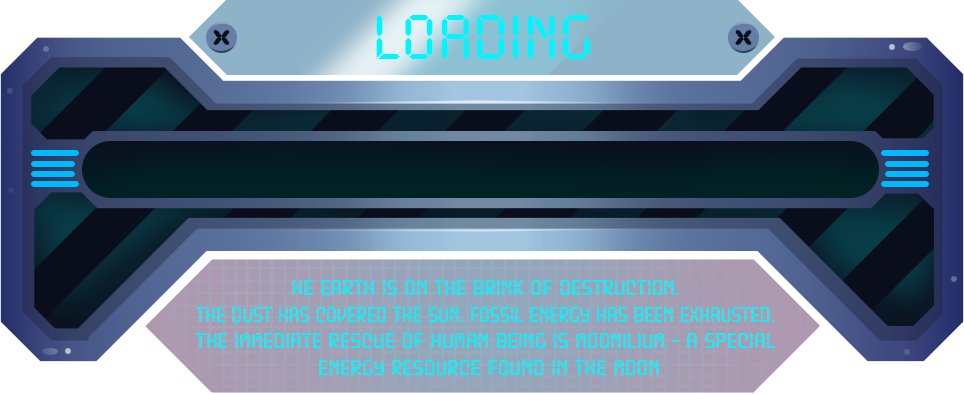 LOADING
HE EARTH IS ON THE BRINK OF DESTRUCTION.
THE DUST HAS COVERED THE SUN, FOSSIL ENERGY HAS BEEN EXHAUSTED.
THE IMMEDIATE RESCUE OF HUMAN BEING IS MOONILIUM - A SPECIAL
ENERGY RESOURCE FOUND IN THE MOON